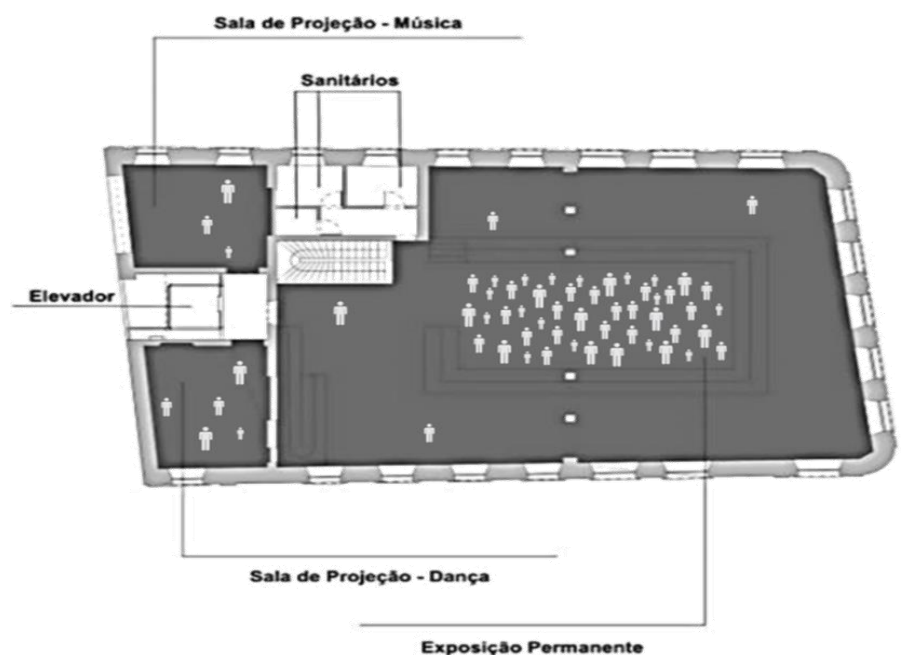 Sala de Projeção - Música
Sanitários
Elevador
Sala de Projeção - Dança
Exposição Permanente